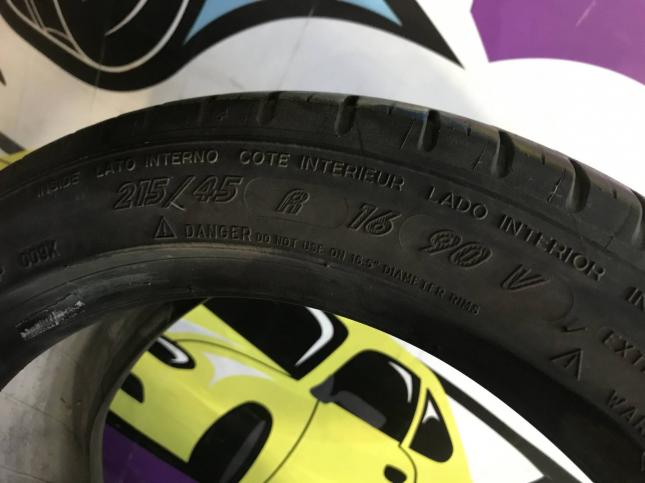 INSIDE LATO INTERNO COTE INTERIEUR LADO INTERIOR
215/45 R 16 90 V
DANGER DO NOT USE ON 16.5" DIAMETER RIMS
009X